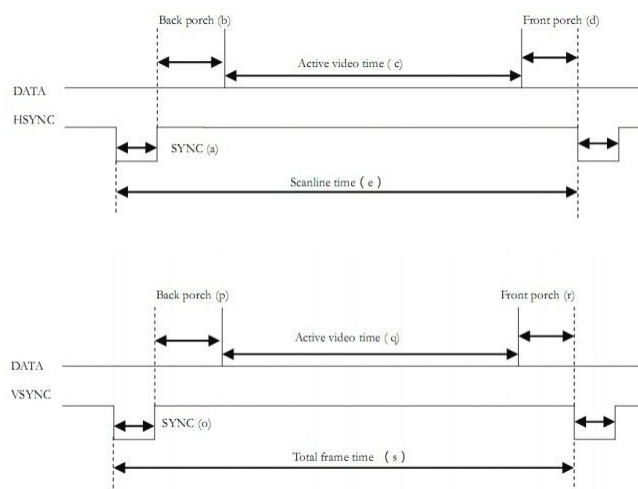 Back porch (b)
Front porch (d)
Active video time ( c)
DATA
HSYNC
SYNC (a)
Scanline time ( e )
Back porch (p)
Front porch (r)
Active video time ( q)
DATA
VSYNC
SYNC (o)
Total frame time ( s )